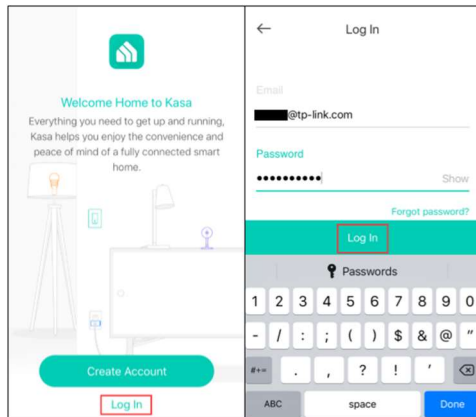 Welcome Home to Kasa
Everything you need to get up and running,
Kasa helps you enjoy the convenience and
peace of mind of a fully connected smart
home.
Create Account
Log In
Log In
Email
@tp-link.com
Password
••••••••••
Show
Forgot password?
Log In
Passwords
1 2 3 4 5 6 7 8 9 0
- / : ; ( ) $ & @ "
#+= . , ? ! '
ABC space Done